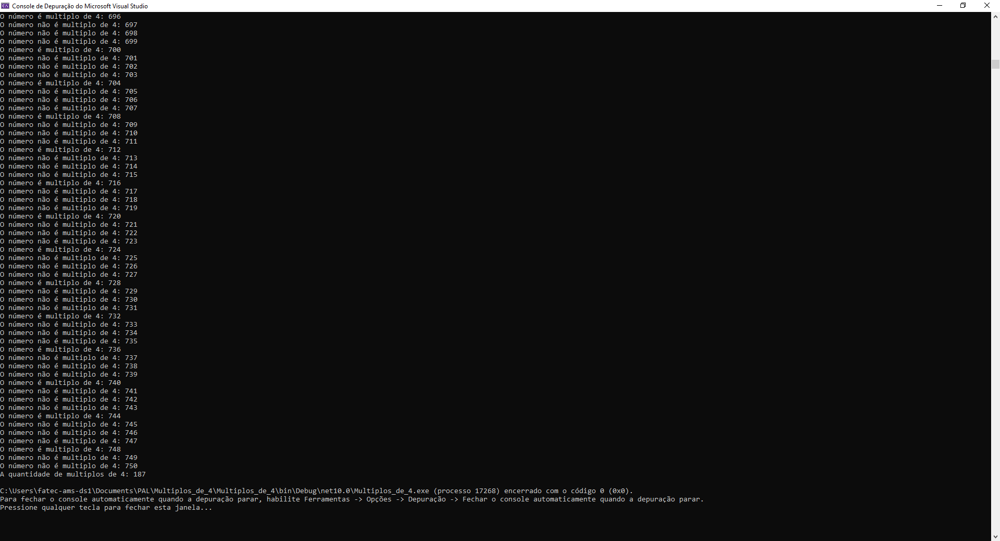 Console de Depuração do Microsoft Visual Studio
O número é multiplo de 4: 696
O número não é multiplo de 4: 697
O número não é multiplo de 4: 698
O número não é multiplo de 4: 699
O número é multiplo de 4: 700
O número não é multiplo de 4: 701
O número não é multiplo de 4: 702
O número não é multiplo de 4: 703
O número é multiplo de 4: 704
O número não é multiplo de 4: 705
O número não é multiplo de 4: 706
O número não é multiplo de 4: 707
O número é multiplo de 4: 708
O número não é multiplo de 4: 709
O número não é multiplo de 4: 710
O número não é multiplo de 4: 711
O número é multiplo de 4: 712
O número não é multiplo de 4: 713
O número não é multiplo de 4: 714
O número não é multiplo de 4: 715
O número é multiplo de 4: 716
O número não é multiplo de 4: 717
O número não é multiplo de 4: 718
O número não é multiplo de 4: 719
O número é multiplo de 4: 720
O número não é multiplo de 4: 721
O número não é multiplo de 4: 722
O número não é multiplo de 4: 723
O número é multiplo de 4: 724
O número não é multiplo de 4: 725
O número não é multiplo de 4: 726
O número não é multiplo de 4: 727
O número é multiplo de 4: 728
O número não é multiplo de 4: 729
O número não é multiplo de 4: 730
O número não é multiplo de 4: 731
O número é multiplo de 4: 732
O número não é multiplo de 4: 733
O número não é multiplo de 4: 734
O número não é multiplo de 4: 735
O número é multiplo de 4: 736
O número não é multiplo de 4: 737
O número não é multiplo de 4: 738
O número não é multiplo de 4: 739
O número é multiplo de 4: 740
O número não é multiplo de 4: 741
O número não é multiplo de 4: 742
O número não é multiplo de 4: 743
O número é multiplo de 4: 744
O número não é multiplo de 4: 745
O número não é multiplo de 4: 746
O número não é multiplo de 4: 747
O número é multiplo de 4: 748
O número não é multiplo de 4: 749
O número não é multiplo de 4: 750
A quantidade de multiplos de 4: 187
C:\Users\fatec-ams-ds1\Documents\PAL\Multiplos_de_4\Multiplos_de_4\bin\Debug\net10.0\Multiplos_de_4.exe (processo 17268) encerrado com o código 0 (0x0).
Para fechar o console automaticamente quando a depuração parar, habilite Ferramentas -> Opções -> Depuração -> Fechar o console automaticamente quando a depuração parar.
Pressione qualquer tecla para fechar esta janela...